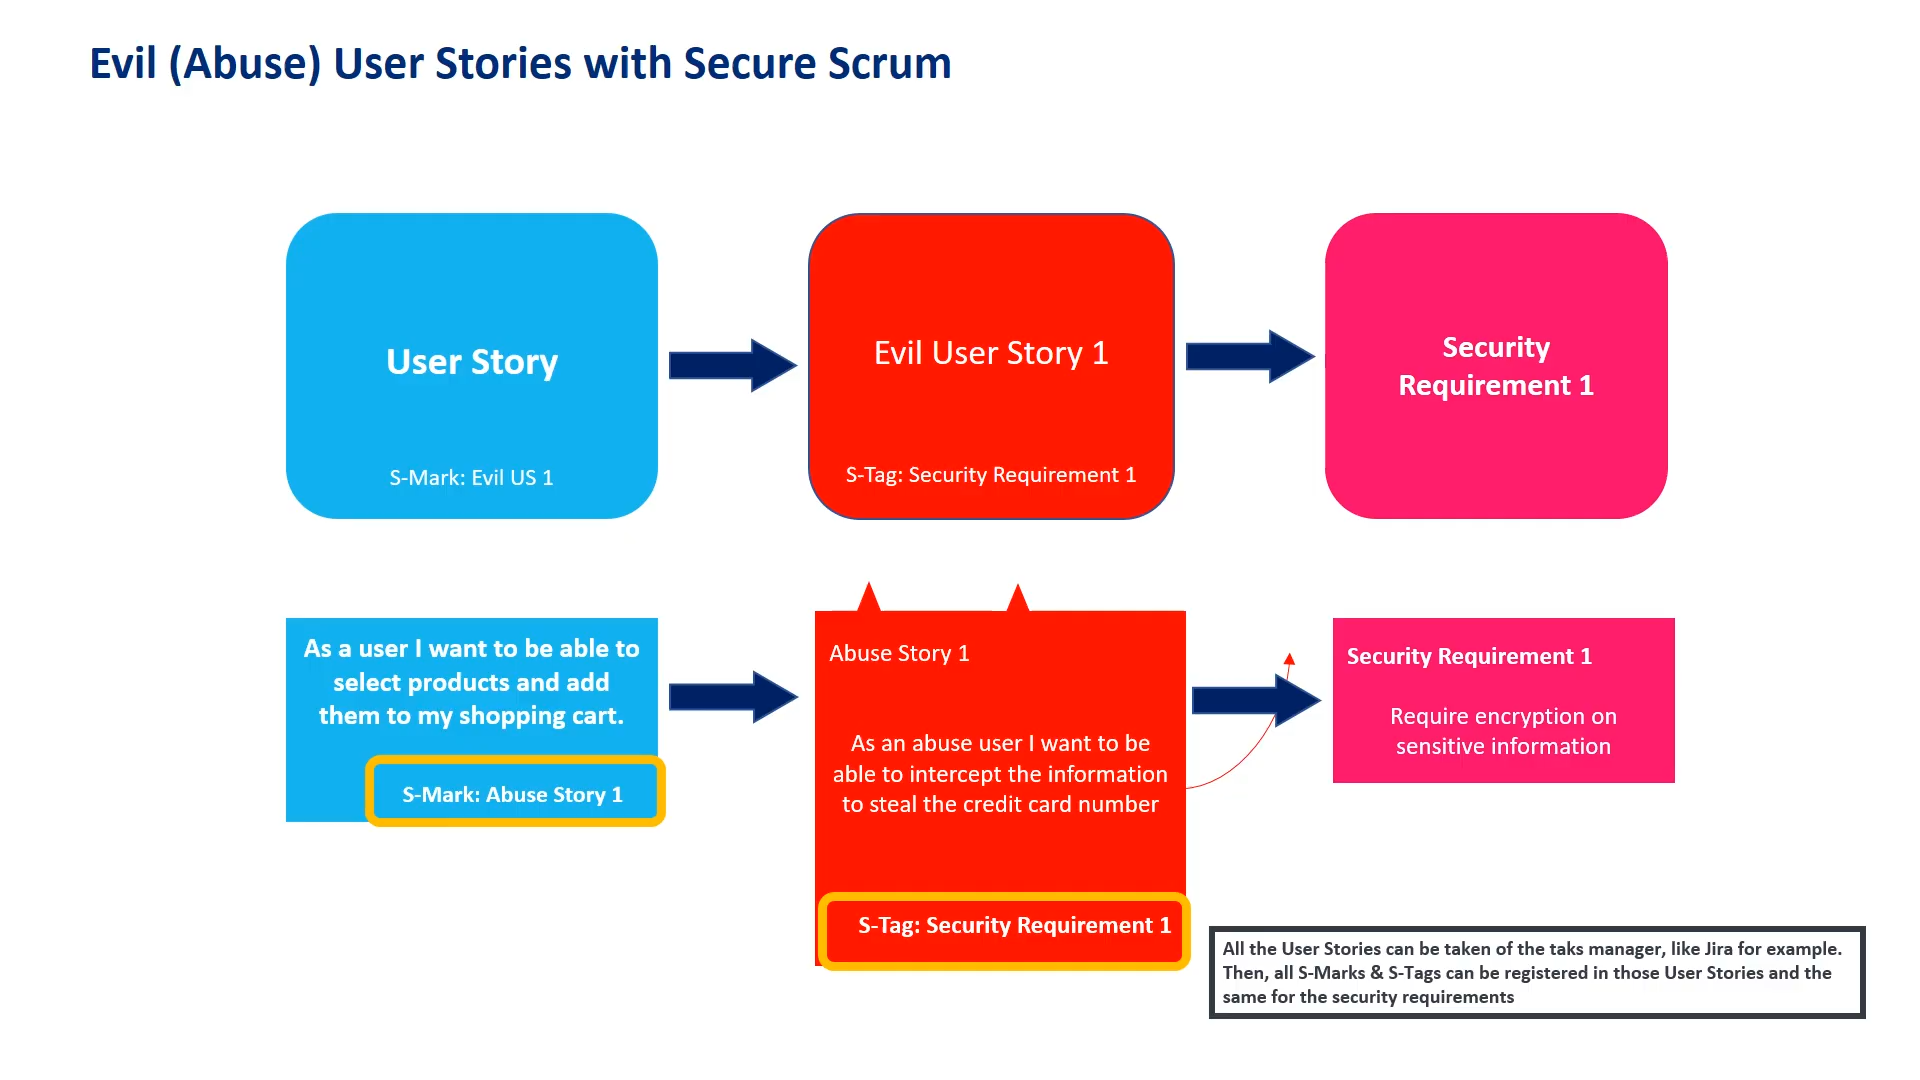 Evil (Abuse) User Stories with Secure Scrum
User Story
S-Mark: Evil US 1
Evil User Story 1
S-Tag: Security Requirement 1
Security
Requirement 1
As a user I want to be able to
select products and add
them to my shopping cart.
S-Mark: Abuse Story 1
Abuse Story 1
As an abuse user I want to be
able to intercept the information
to steal the credit card number
S-Tag: Security Requirement 1
Security Requirement 1
Require encryption on
sensitive information
All the User Stories can be taken of the taks manager, like Jira for example.
Then, all S-Marks & S-Tags can be registered in those User Stories and the
same for the security requirements